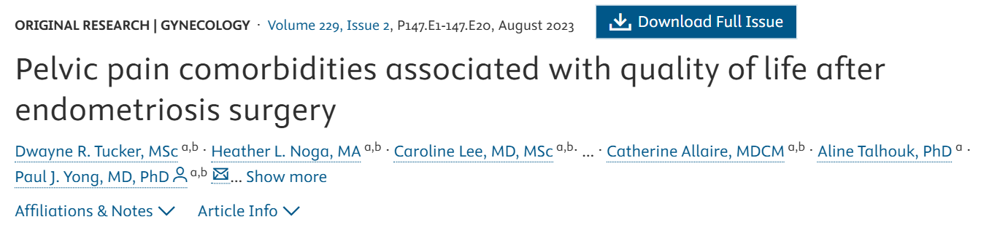 ORIGINAL RESEARCH | GYNECOLOGY · Volume 229, Issue 2, P147.E1-147.E20, August 2023 Download Full Issue
Pelvic pain comorbidities associated with quality of life after
endometriosis surgery
Dwayne R. Tucker, MSc a,b · Heather L. Noga, MA a,b · Caroline Lee, MD, MSc a,b · ... · Catherine Allaire, MDCM a,b · Aline Talhouk, PhD a ·
Paul J. Yong, MD, PhD a,b ... Show more
Affiliations & Notes Article Info